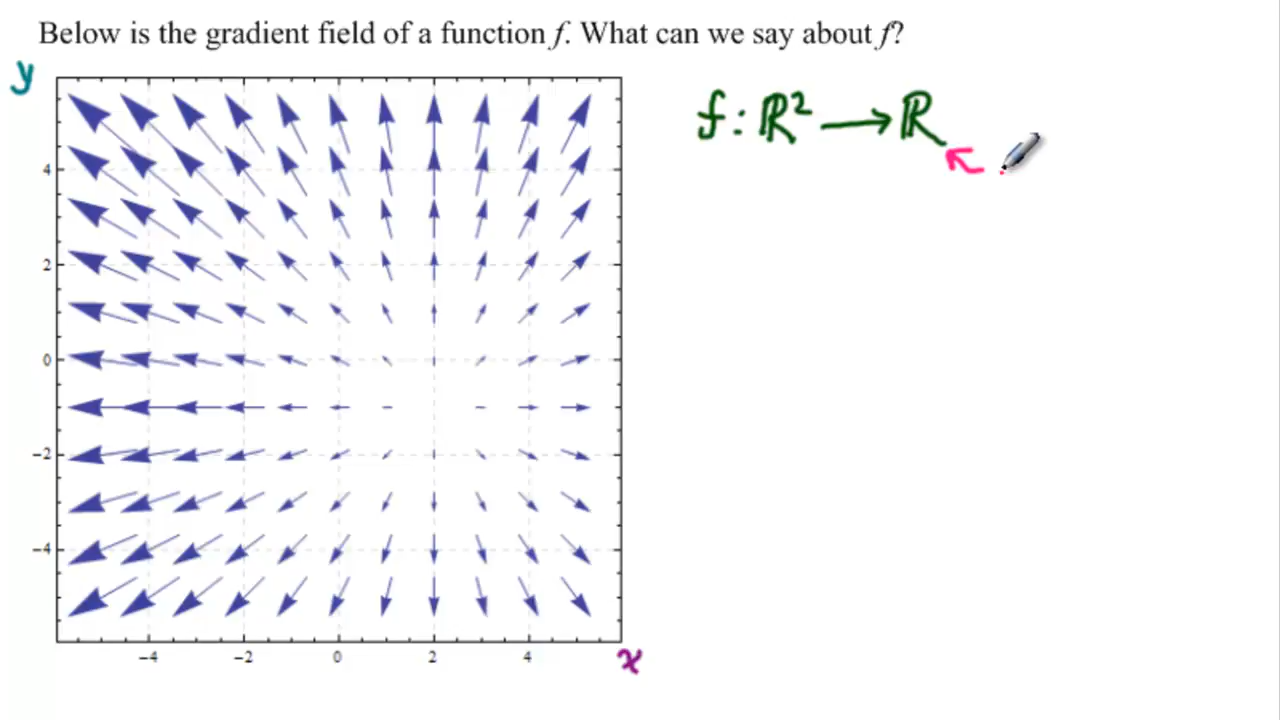 Below is the gradient field of a function f. What can we say about f?
y
f: ℝ² → ℝ
4
2
0
−2
−4
−4 −2 0 2 4
x